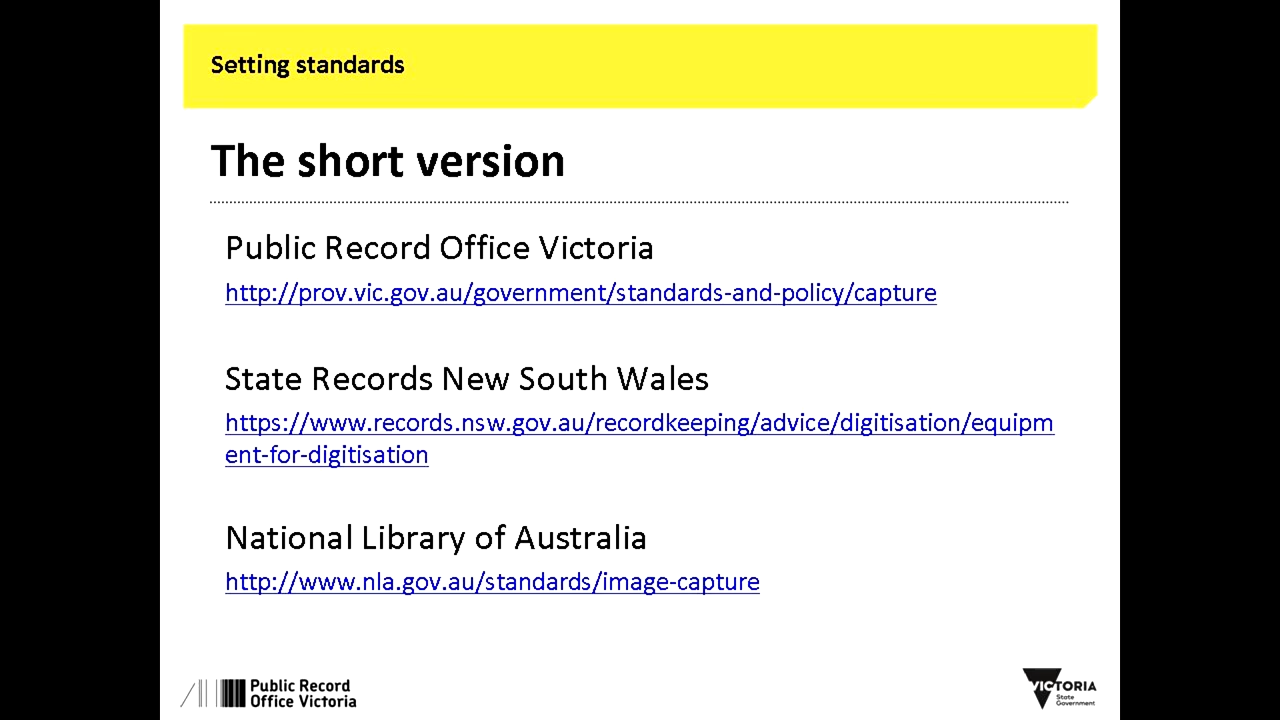 Setting standards
The short version
Public Record Office Victoria
http://prov.vic.gov.au/government/standards-and-policy/capture
State Records New South Wales
https://www.records.nsw.gov.au/recordkeeping/advice/digitisation/equipm
ent-for-digitisation
National Library of Australia
http://www.nla.gov.au/standards/image-capture
Public Record
Office Victoria
VICTORIA
State
Government